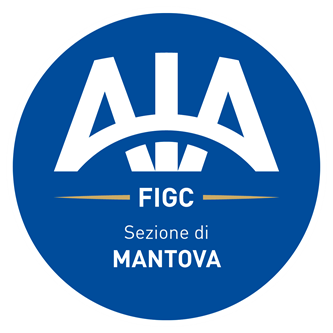 AIA
FIGC
Sezione di
MANTOVA